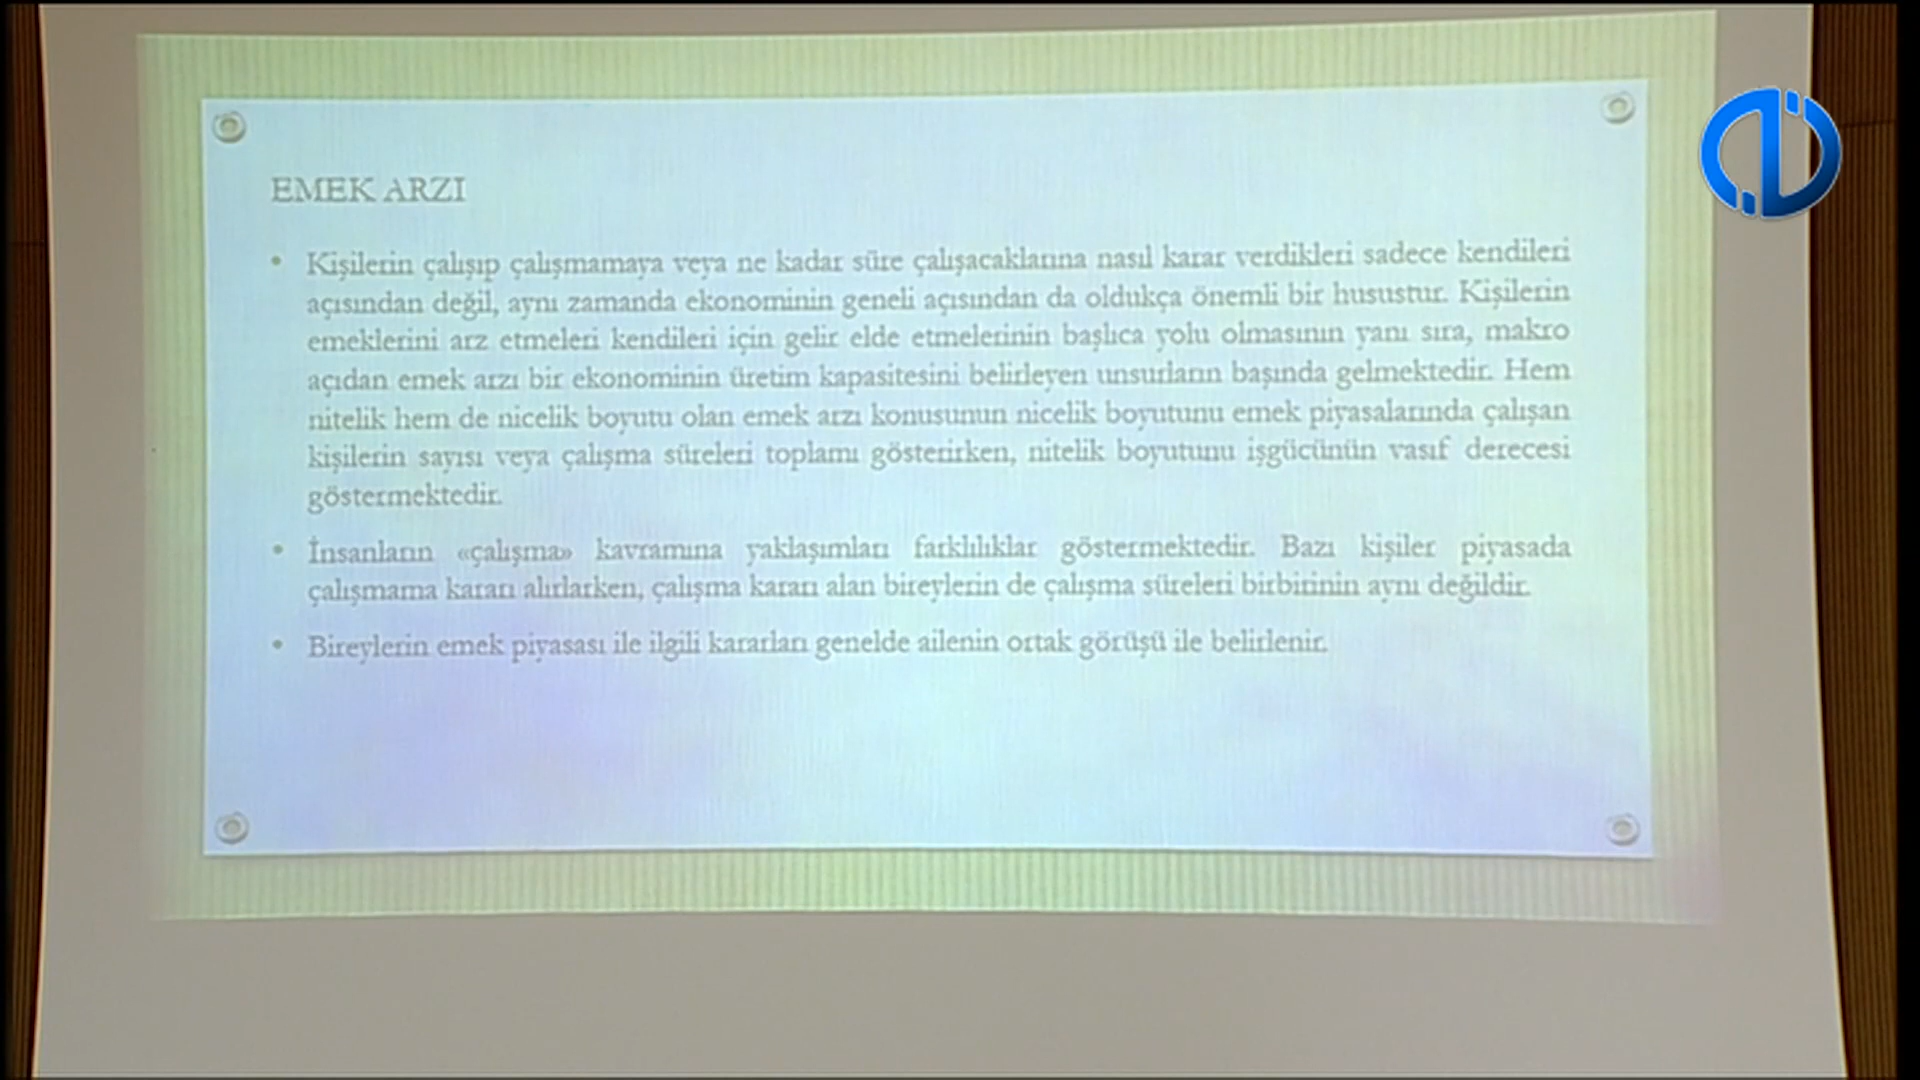 EMEK ARZI
• Kişilerin çalışıp çalışmamaya veya ne kadar süre çalışacaklarına nasıl karar verdikleri sadece kendileri
açısından değil, aynı zamanda ekonominin geneli açısından da oldukça önemli bir husustur. Kişilerin
emeklerini arz etmeleri kendileri için gelir elde etmelerinin başlıca yolu olmasının yanı sıra, makro
açıdan emek arzı bir ekonominin üretim kapasitesini belirleyen unsurların başında gelmektedir. Hem
nitelik hem de nicelik boyutu olan emek arzı konusunun nicelik boyutunu emek piyasalarında çalışan
kişilerin sayısı veya çalışma süreleri toplamı gösterirken, nitelik boyutunu işgücünün vasıf derecesi
göstermektedir.
• İnsanların «çalışma» kavramına yaklaşımları farklılıklar göstermektedir. Bazı kişiler piyasada
çalışmama kararı alırlarken, çalışma kararı alan bireylerin de çalışma süreleri birbirinin aynı değildir.
• Bireylerin emek piyasası ile ilgili kararları genelde ailenin ortak görüşü ile belirlenir.